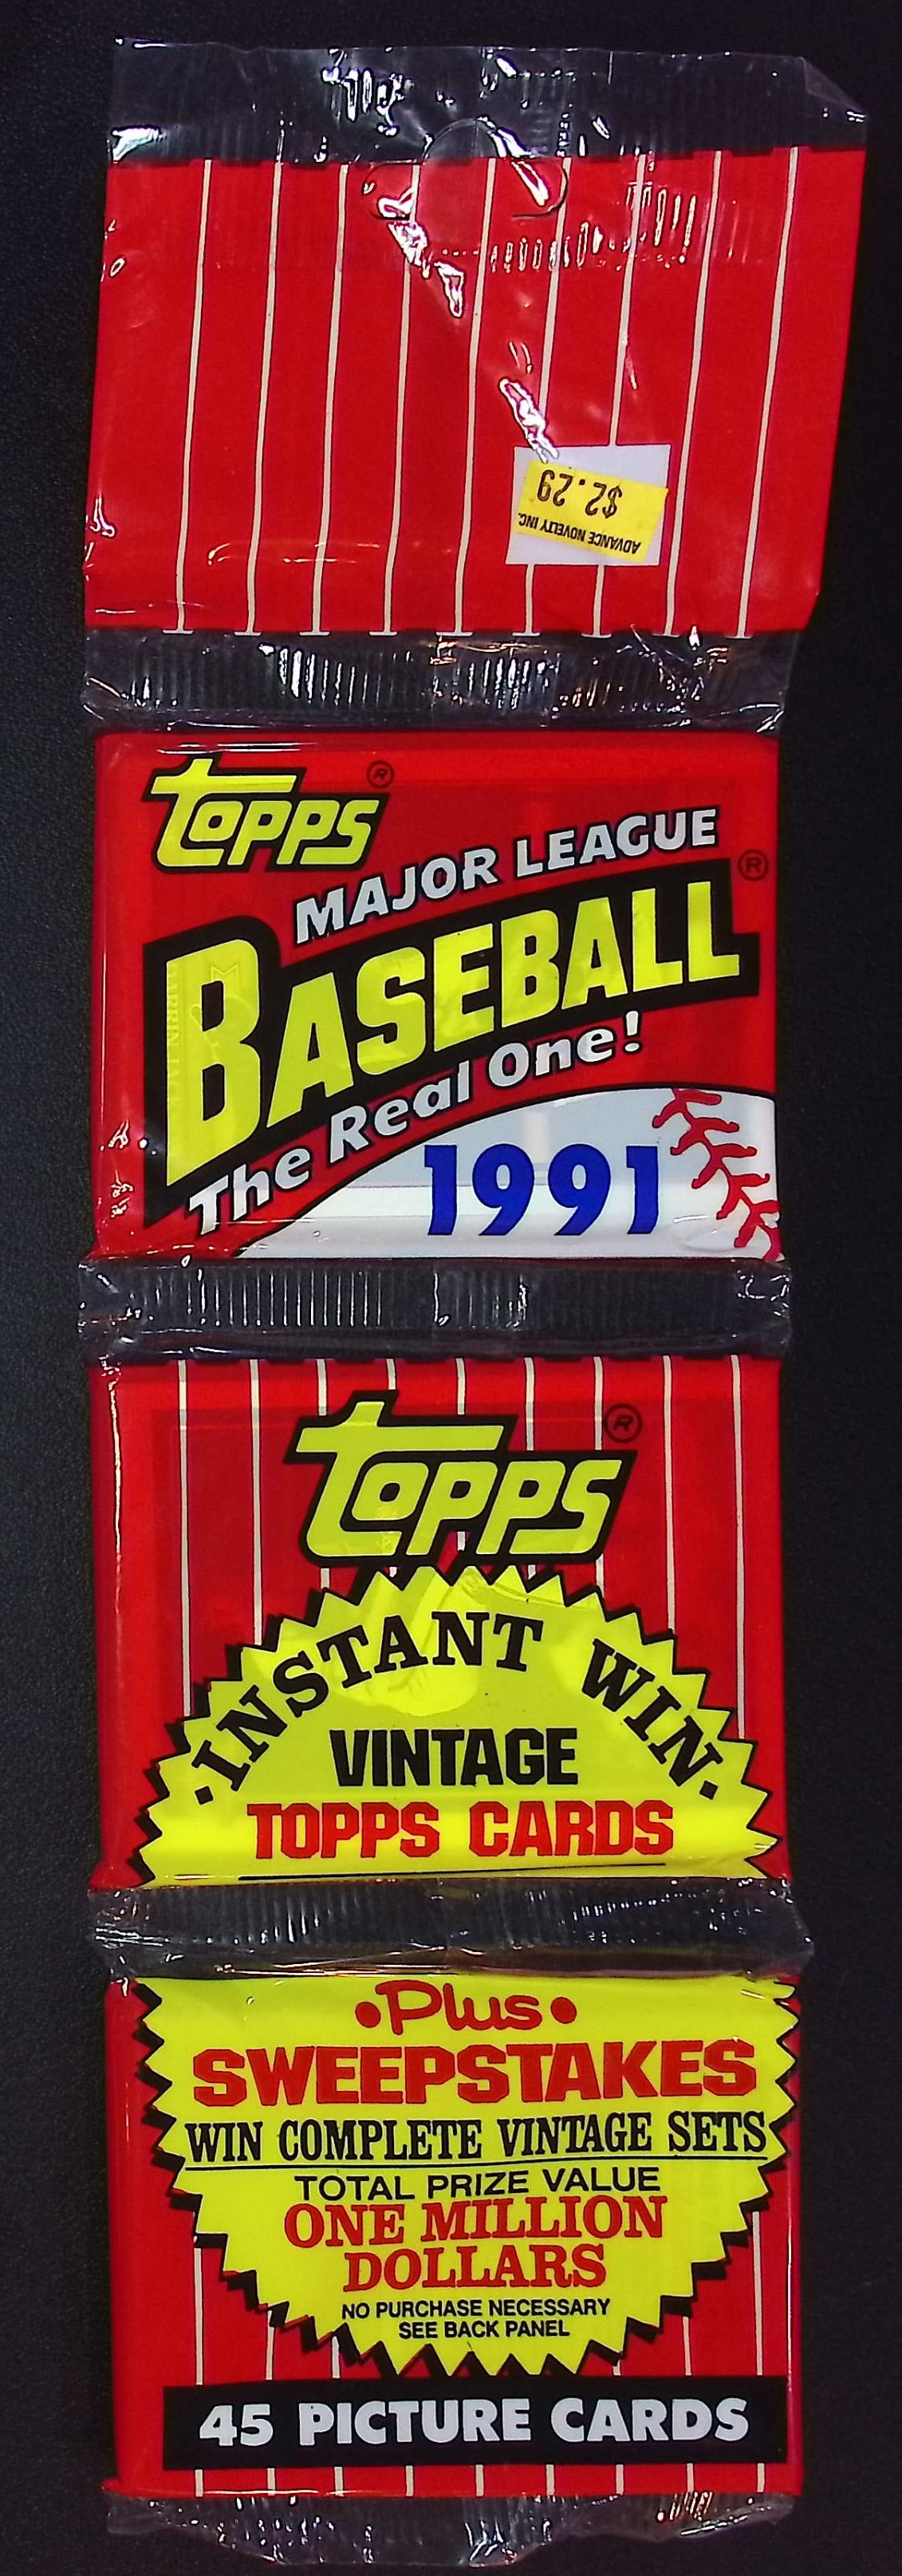 $2.29
ADVANCE NOVELTY INC.
Topps®
MAJOR LEAGUE
BASEBALL®
The Real One!
1991
Topps®
·INSTANT WIN·
VINTAGE
TOPPS CARDS
•Plus•
SWEEPSTAKES
WIN COMPLETE VINTAGE SETS
TOTAL PRIZE VALUE
ONE MILLION
DOLLARS
NO PURCHASE NECESSARY
SEE BACK PANEL
45 PICTURE CARDS